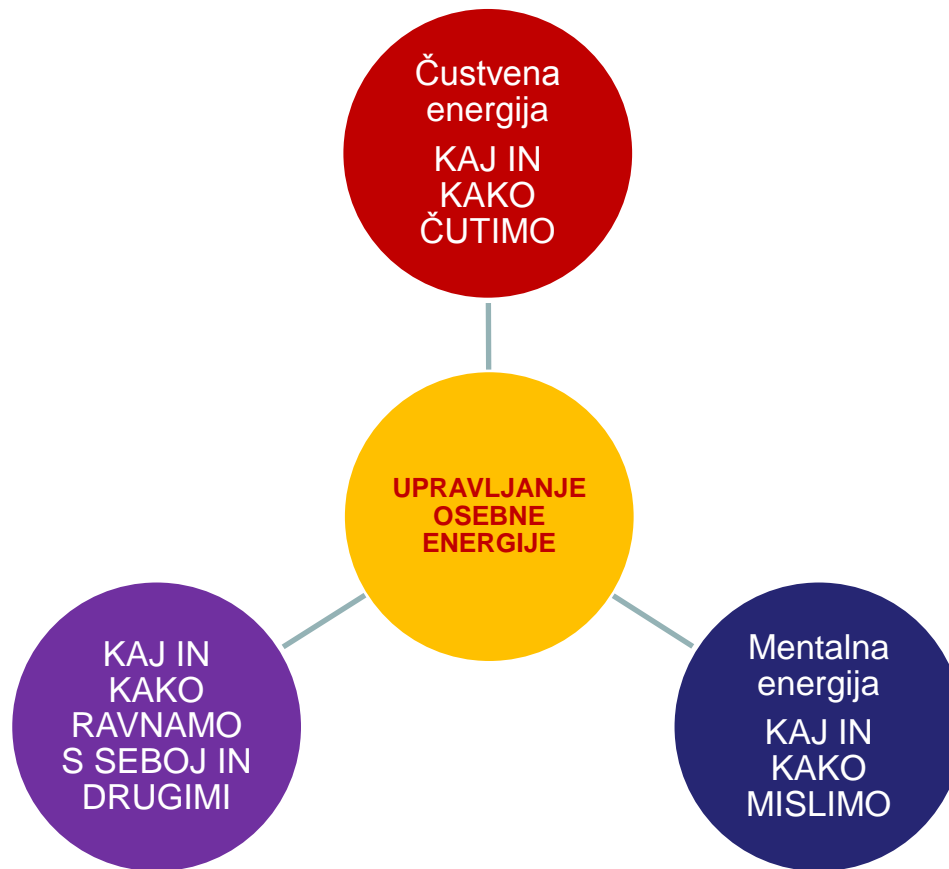 Čustvena
energija
KAJ IN
KAKO
ČUTIMO
UPRAVLJANJE
OSEBNE
ENERGIJE
KAJ IN
KAKO
RAVNAMO
S SEBOJ IN
DRUGIMI
Mentalna
energija
KAJ IN
KAKO
MISLIMO